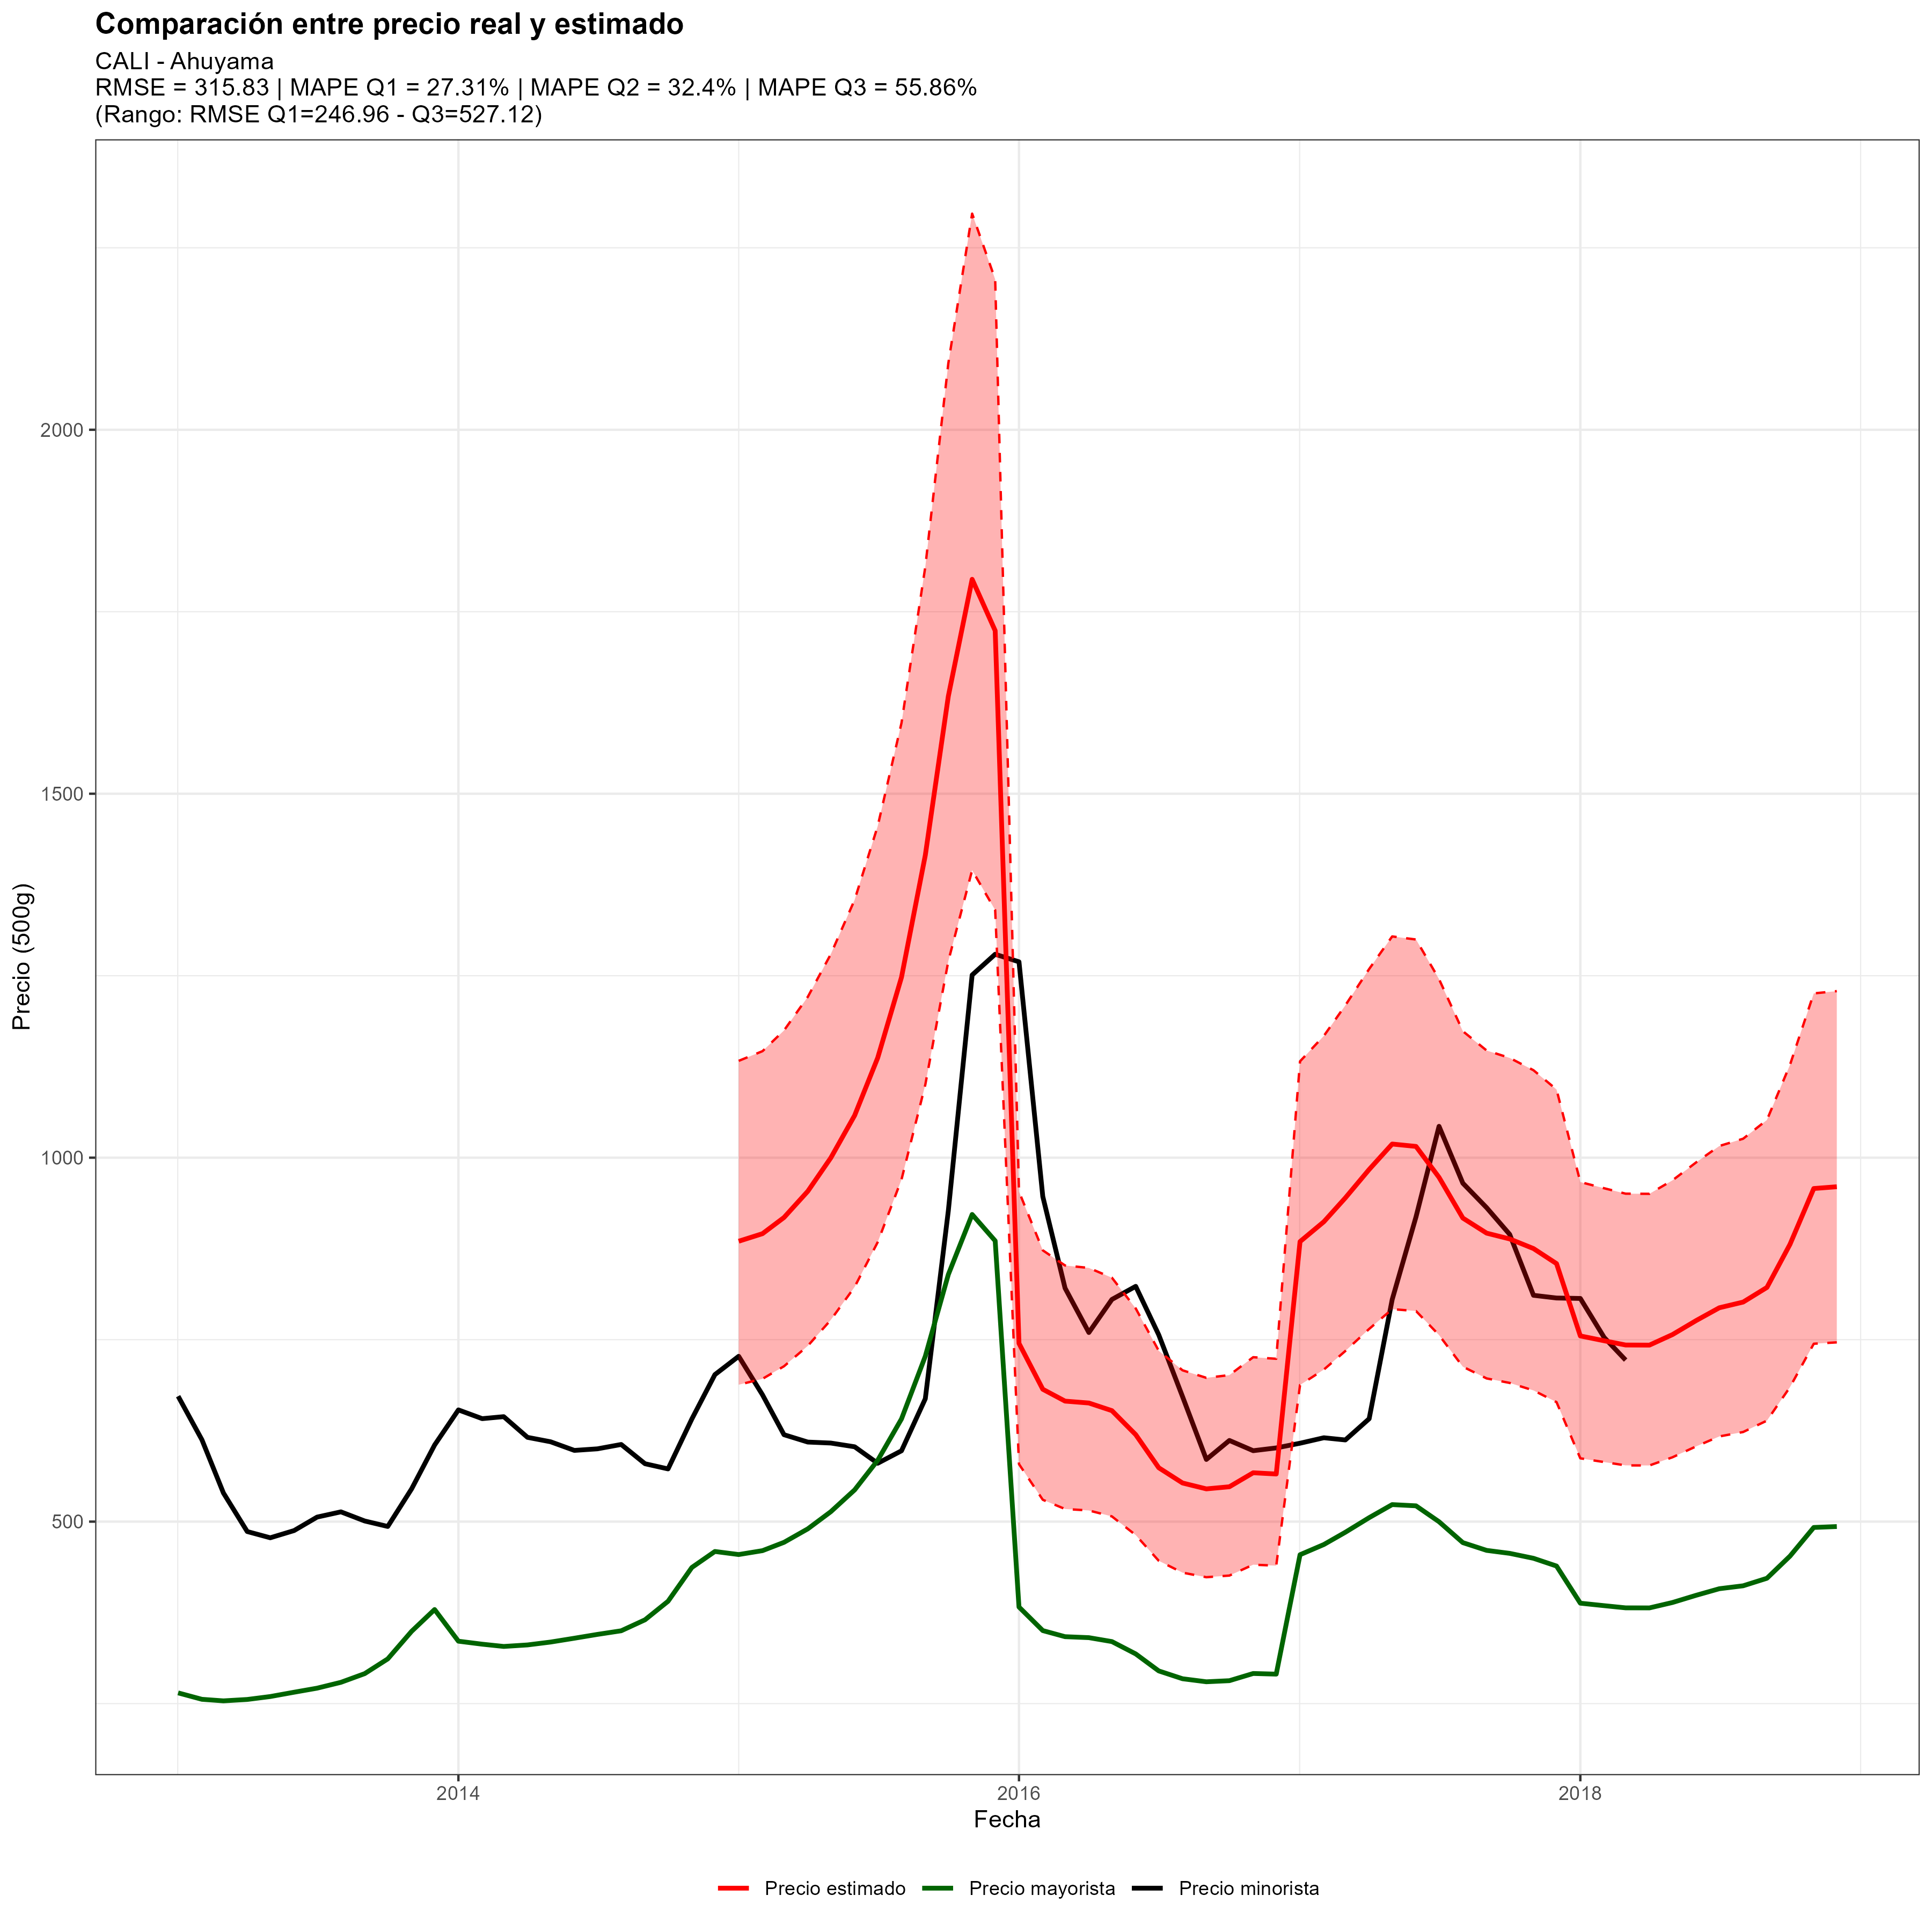 Comparación entre precio real y estimado
CALI - Ahuyama
RMSE = 315.83 | MAPE Q1 = 27.31% | MAPE Q2 = 32.4% | MAPE Q3 = 55.86%
(Rango: RMSE Q1=246.96 - Q3=527.12)
Precio (500g)
2000
1500
1000
500
2014
2016
2018
Fecha
Precio estimado
Precio mayorista
Precio minorista